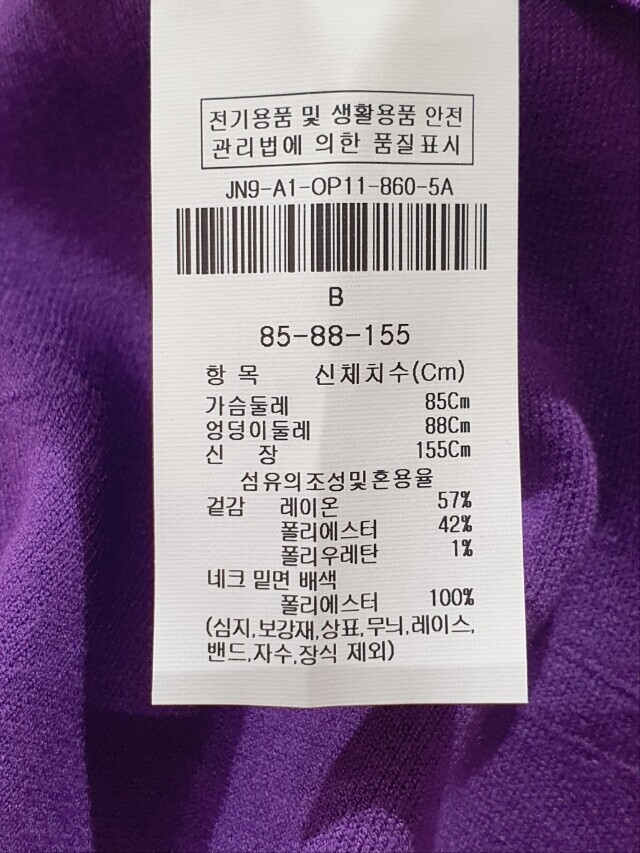 전기용품 및 생활용품 안전
관리법에 의한 품질표시
JN9-A1-OP11-860-5A
B
85-88-155
항 목 신체치수(Cm)
가슴둘레 85Cm
엉덩이둘레 88Cm
신 장 155Cm
섬유의조성및혼용율
겉감 레이온 57%
폴리에스터 42%
폴리우레탄 1%
네크 밑면 배색
폴리에스터 100%
(심지,보강재,상표,무늬,레이스,
밴드,자수,장식 제외)